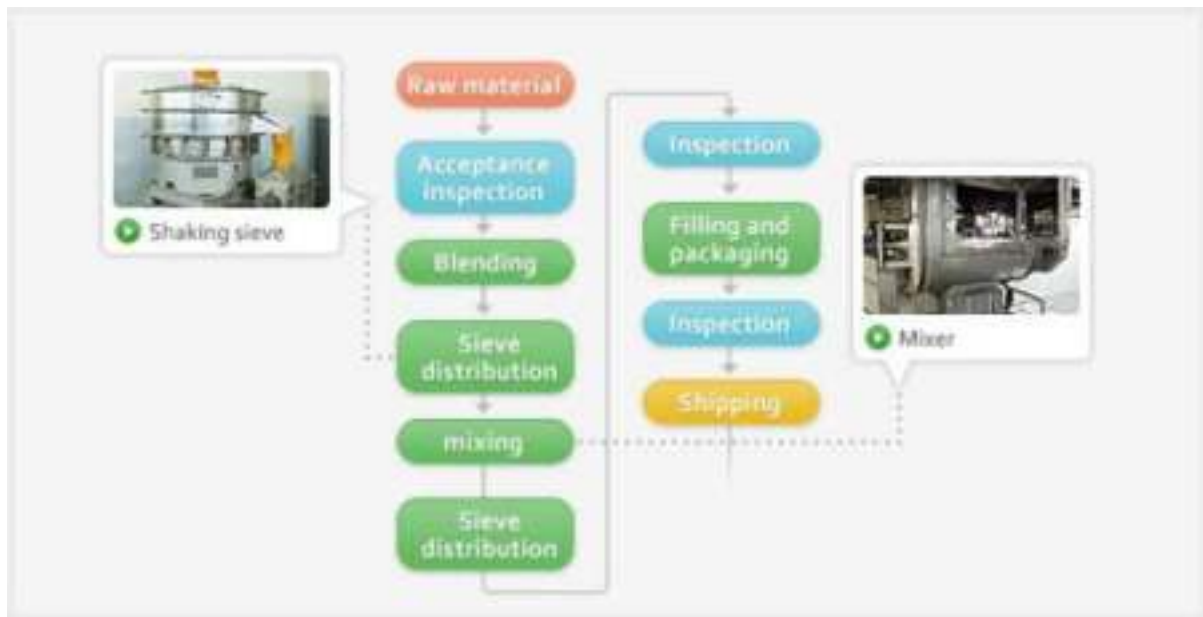 Raw material
Acceptance
inspection
Blending
Sieve
distribution
mixing
Sieve
distribution
Inspection
Filling and
packaging
Inspection
Shipping
Shaking sieve
Mixer